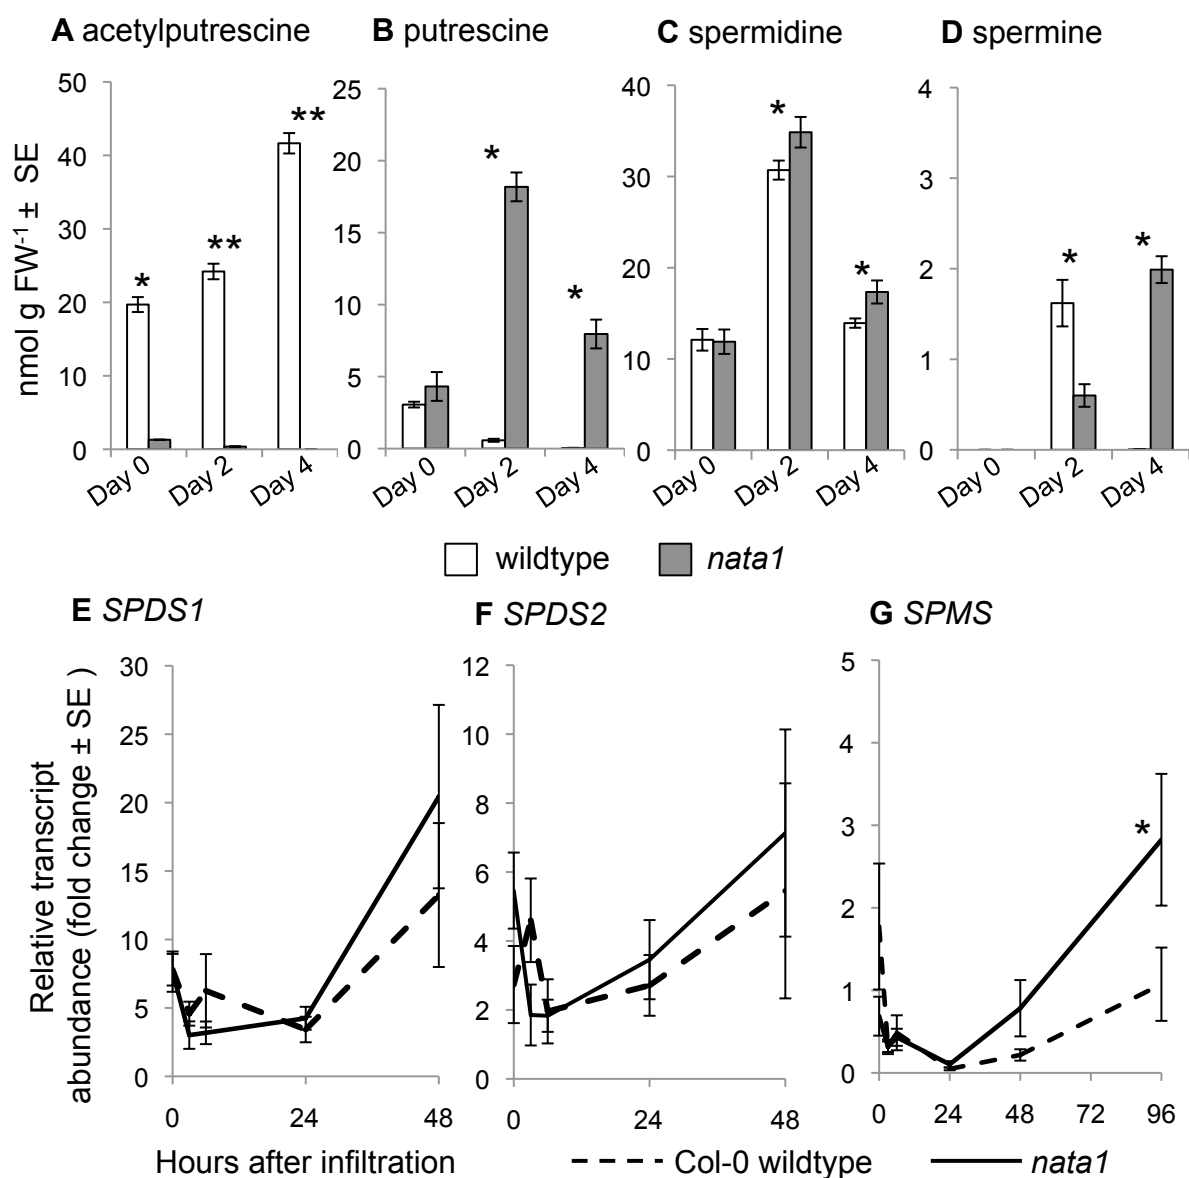 A acetylputrescine
B putrescine
C spermidine
D spermine
nmol g FW⁻¹ ± SE
50
40
30
20
10
0
*
**
**
Day 0
Day 2
Day 4
25
20
15
10
5
0
*
*
Day 0
Day 2
Day 4
40
30
20
10
0
*
*
Day 0
Day 2
Day 4
4
3
2
1
0
*
*
Day 0
Day 2
Day 4
wildtype
nata1
E SPDS1
F SPDS2
G SPMS
Relative transcript
abundance (fold change ± SE )
30
25
20
15
10
5
0
0
24
48
12
10
8
6
4
2
0
0
24
48
5
4
3
2
1
0
*
0
24
48
72
96
Hours after infiltration
Col-0 wildtype
nata1